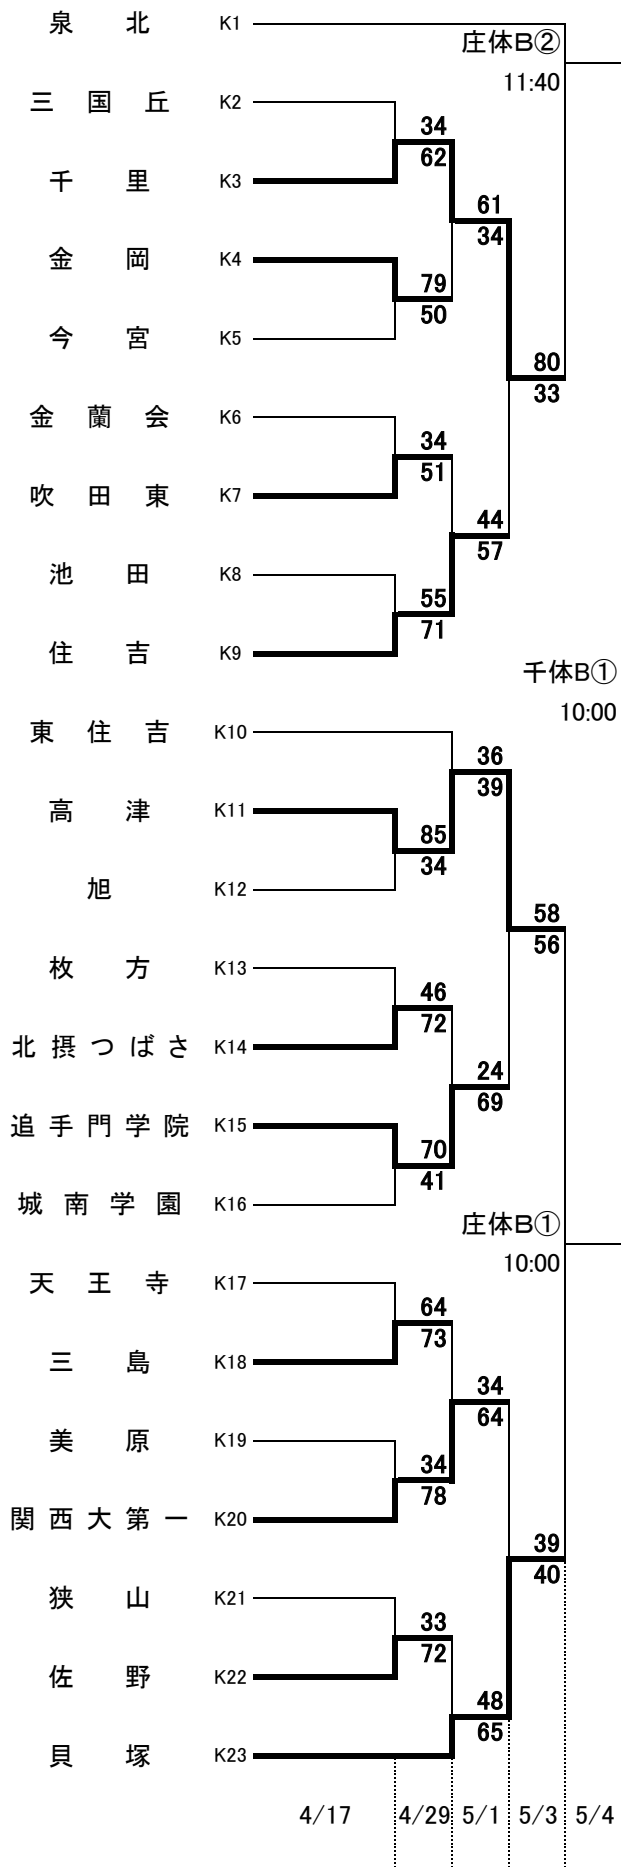 泉北 K1
庄体B②
11:40
三国丘 K2
34
62
千里 K3
61
34
金岡 K4
79
50
今宮 K5
80
33
金蘭会 K6
34
51
吹田東 K7
44
57
池田 K8
55
71
住吉 K9
千体B①
10:00
東住吉 K10
36
39
高津 K11
85
34
旭 K12
58
56
枚方 K13
46
72
北摂つばさ K14
24
69
追手門学院 K15
70
41
城南学園 K16
庄体B①
10:00
天王寺 K17
64
73
三島 K18
34
64
美原 K19
34
78
関西大第一 K20
39
40
狭山 K21
33
72
佐野 K22
48
65
貝塚 K23
4/17 4/29 5/1 5/3 5/4